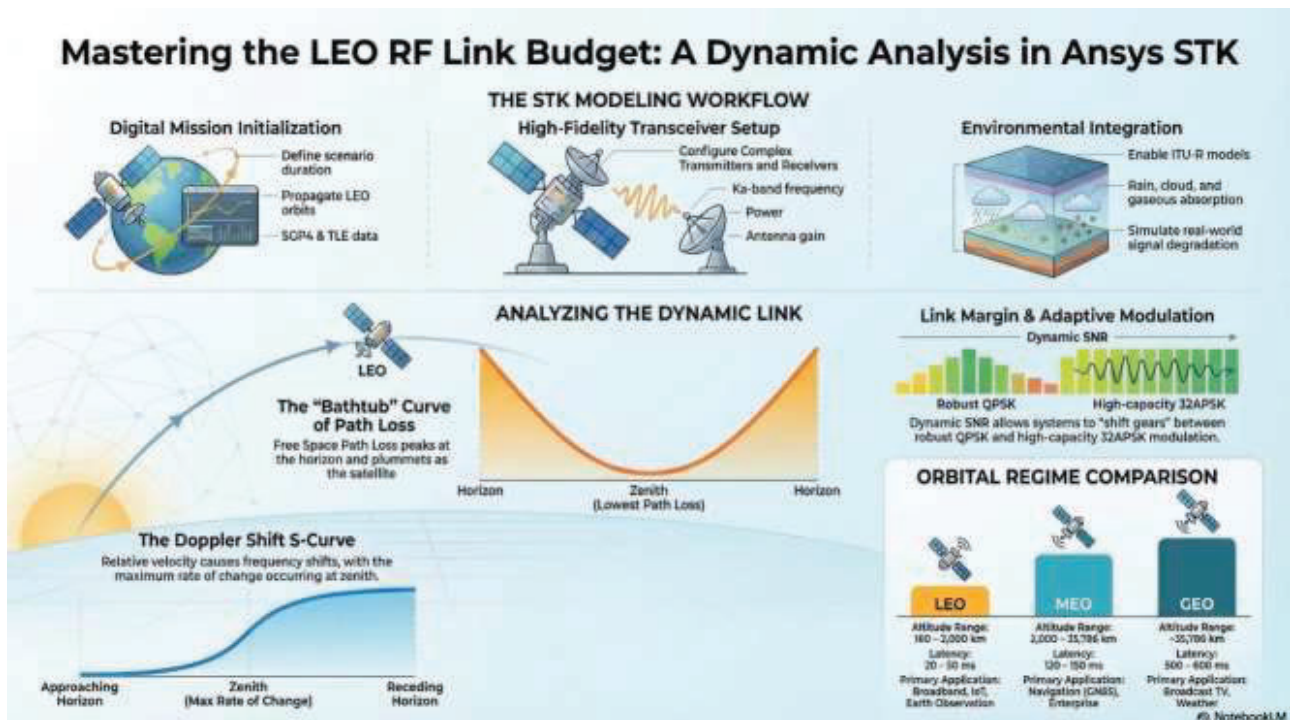 Mastering the LEO RF Link Budget: A Dynamic Analysis in Ansys STK
THE STK MODELING WORKFLOW
Digital Mission Initialization
Define scenario
duration
Propagate LEO
orbits
SGP4 & TLE data
High-Fidelity Transceiver Setup
Configure Complex
Transmitters and Receivers
Ka-band frequency
Power
Antenna gain
Environmental Integration
Enable ITU-R models
Rain, cloud, and
gaseous absorption
Simulate real-world
signal degradation
LEO
The "Bathtub" Curve
of Path Loss
Free Space Path Loss peaks at
the horizon and plummets as
the satellite
ANALYZING THE DYNAMIC LINK
Horizon
Zenith
(Lowest Path Loss)
Horizon
The Doppler Shift S-Curve
Relative velocity causes frequency shifts, with the
maximum rate of change occurring at zenith.
Approaching
Horizon
Zenith
(Max Rate of Change)
Receding
Horizon
Link Margin & Adaptive Modulation
Dynamic SNR
Robust QPSK
High-capacity 32APSK
Dynamic SNR allows systems to "shift gears" between
robust QPSK and high-capacity 32APSK modulation.
ORBITAL REGIME COMPARISON
LEO
Altitude Range:
160 – 2,000 km
Latency:
20 – 50 ms
Primary Application:
Broadband, IoT,
Earth Observation
MEO
Altitude Range:
2,000 – 35,786 km
Latency:
120 – 150 ms
Primary Application:
Navigation (GNSS),
Enterprise
GEO
Altitude Range:
~35,786 km
Latency:
500 – 600 ms
Primary Application:
Broadcast TV,
Weather
NotebookLM